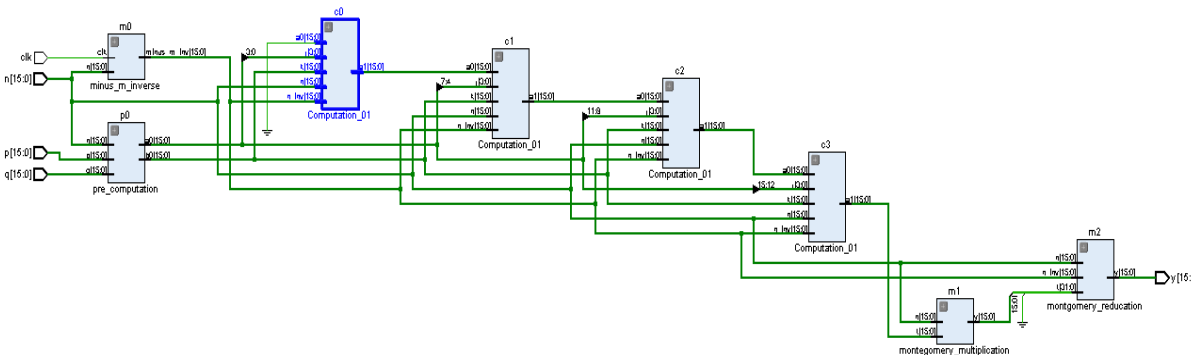 m0
clk
minus_m_inv[15:0]
n[15:0]
minus_m_inverse
clk
n[15:0]
p0
n[15:0]
a0[15:0]
p[15:0]
b0[15:0]
q[15:0]
pre_computation
p[15:0]
q[15:0]
c0
a0[15:0]
3:0
j[3:0]
t[15:0]
a1[15:0]
n[15:0]
n_inv[15:0]
Computation_01
c1
a0[15:0]
7:4
j[3:0]
t[15:0]
a1[15:0]
n[15:0]
n_inv[15:0]
Computation_01
c2
a0[15:0]
11:8
j[3:0]
t[15:0]
a1[15:0]
n[15:0]
n_inv[15:0]
Computation_01
c3
a0[15:0]
15:12
j[3:0]
t[15:0]
a1[15:0]
n[15:0]
n_inv[15:0]
Computation_01
m1
n[15:0]
y[15:0]
t[15:0]
montegomery_multiplication
15:0
m2
n[15:0]
n_inv[15:0]
y[15:0]
t[31:0]
montgomery_reducation
y[15: